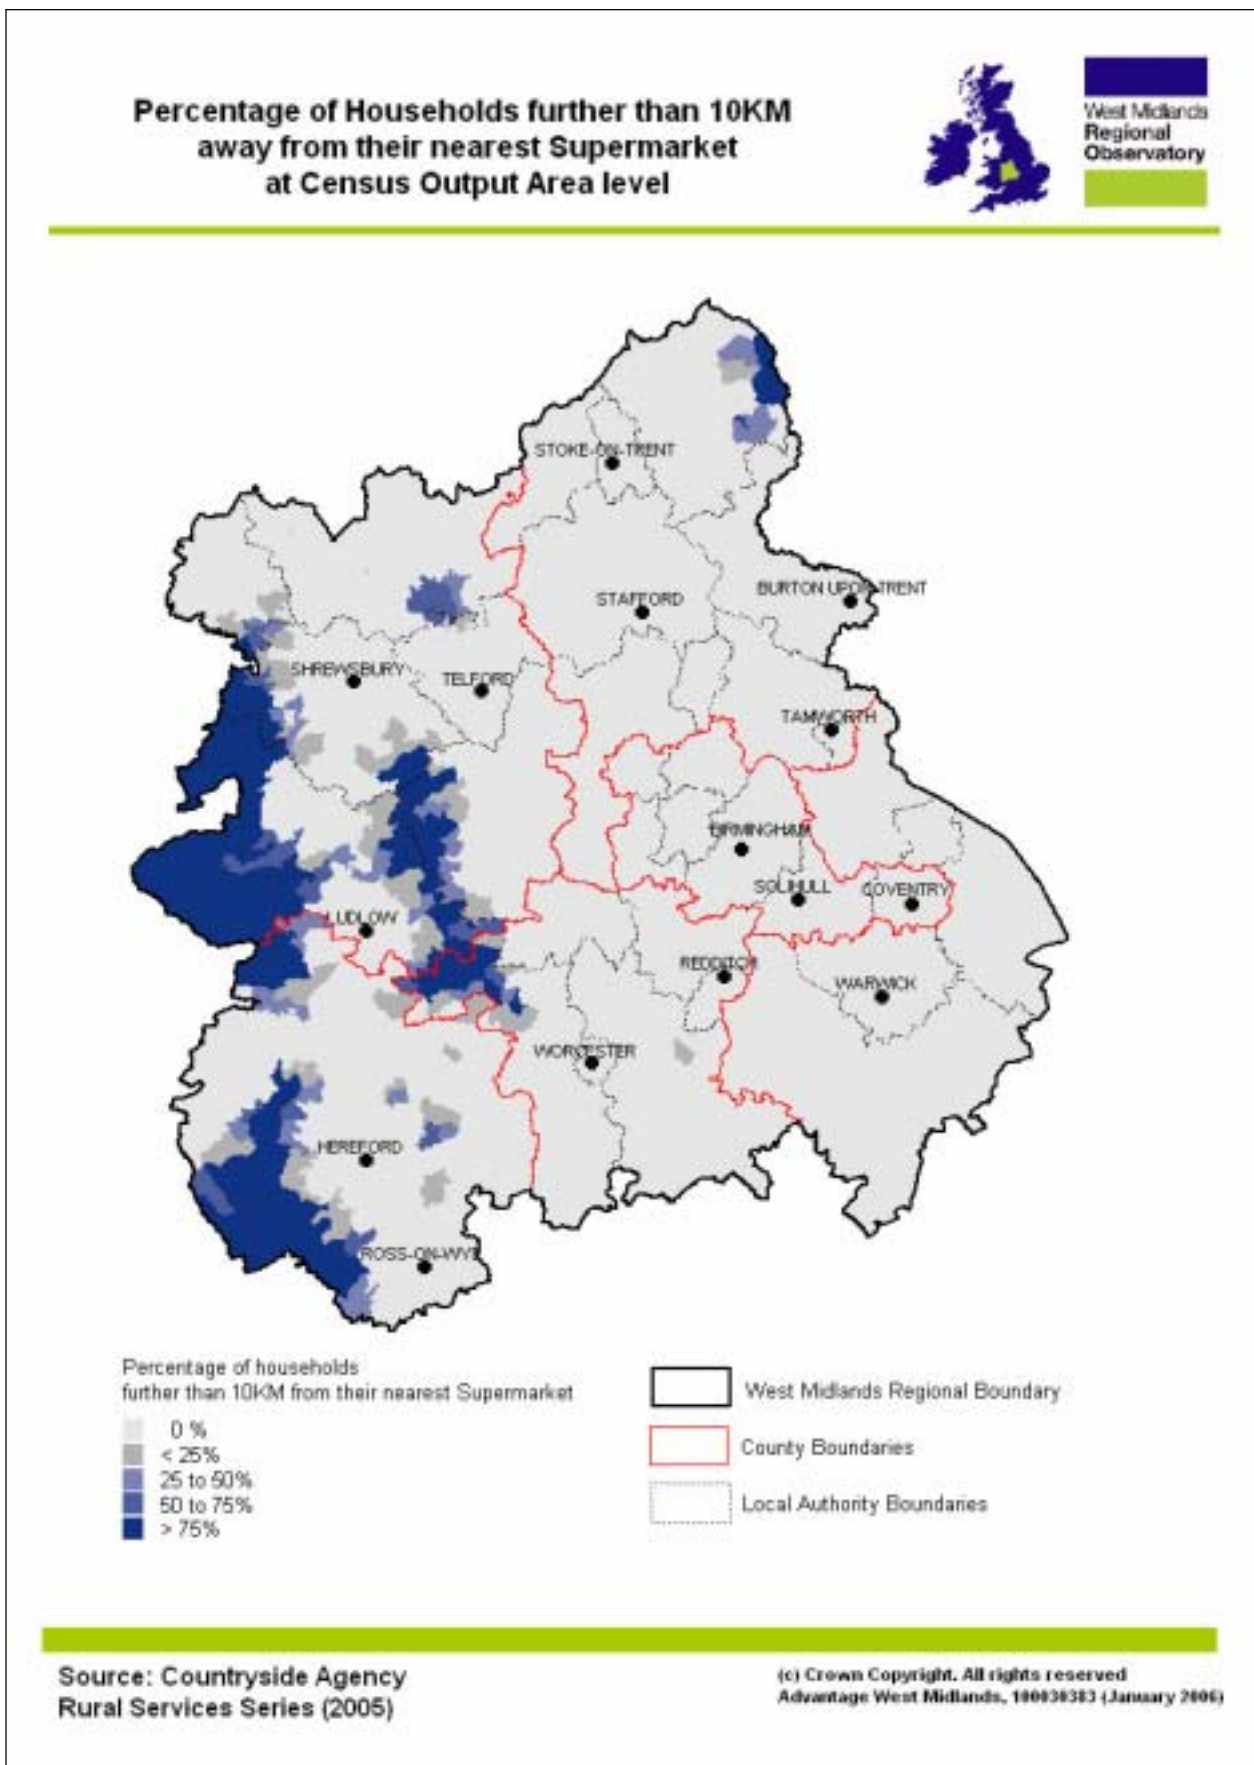 Percentage of Households further than 10KM
away from their nearest Supermarket
at Census Output Area level
West Midlands
Regional
Observatory
STOKE-ON-TRENT
STAFFORD
BURTON UPON TRENT
SHREWSBURY
TELFORD
TAMWORTH
BIRMINGHAM
SOLIHULL
COVENTRY
LUDLOW
REDDITCH
WARWICK
WORCESTER
HEREFORD
ROSS-ON-WYE
Percentage of households
further than 10KM from their nearest Supermarket
0 %
< 25%
25 to 50%
50 to 75%
> 75%
West Midlands Regional Boundary
County Boundaries
Local Authority Boundaries
Source: Countryside Agency
Rural Services Series (2005)
(c) Crown Copyright. All rights reserved
Advantage West Midlands, 100030383 (January 2006)